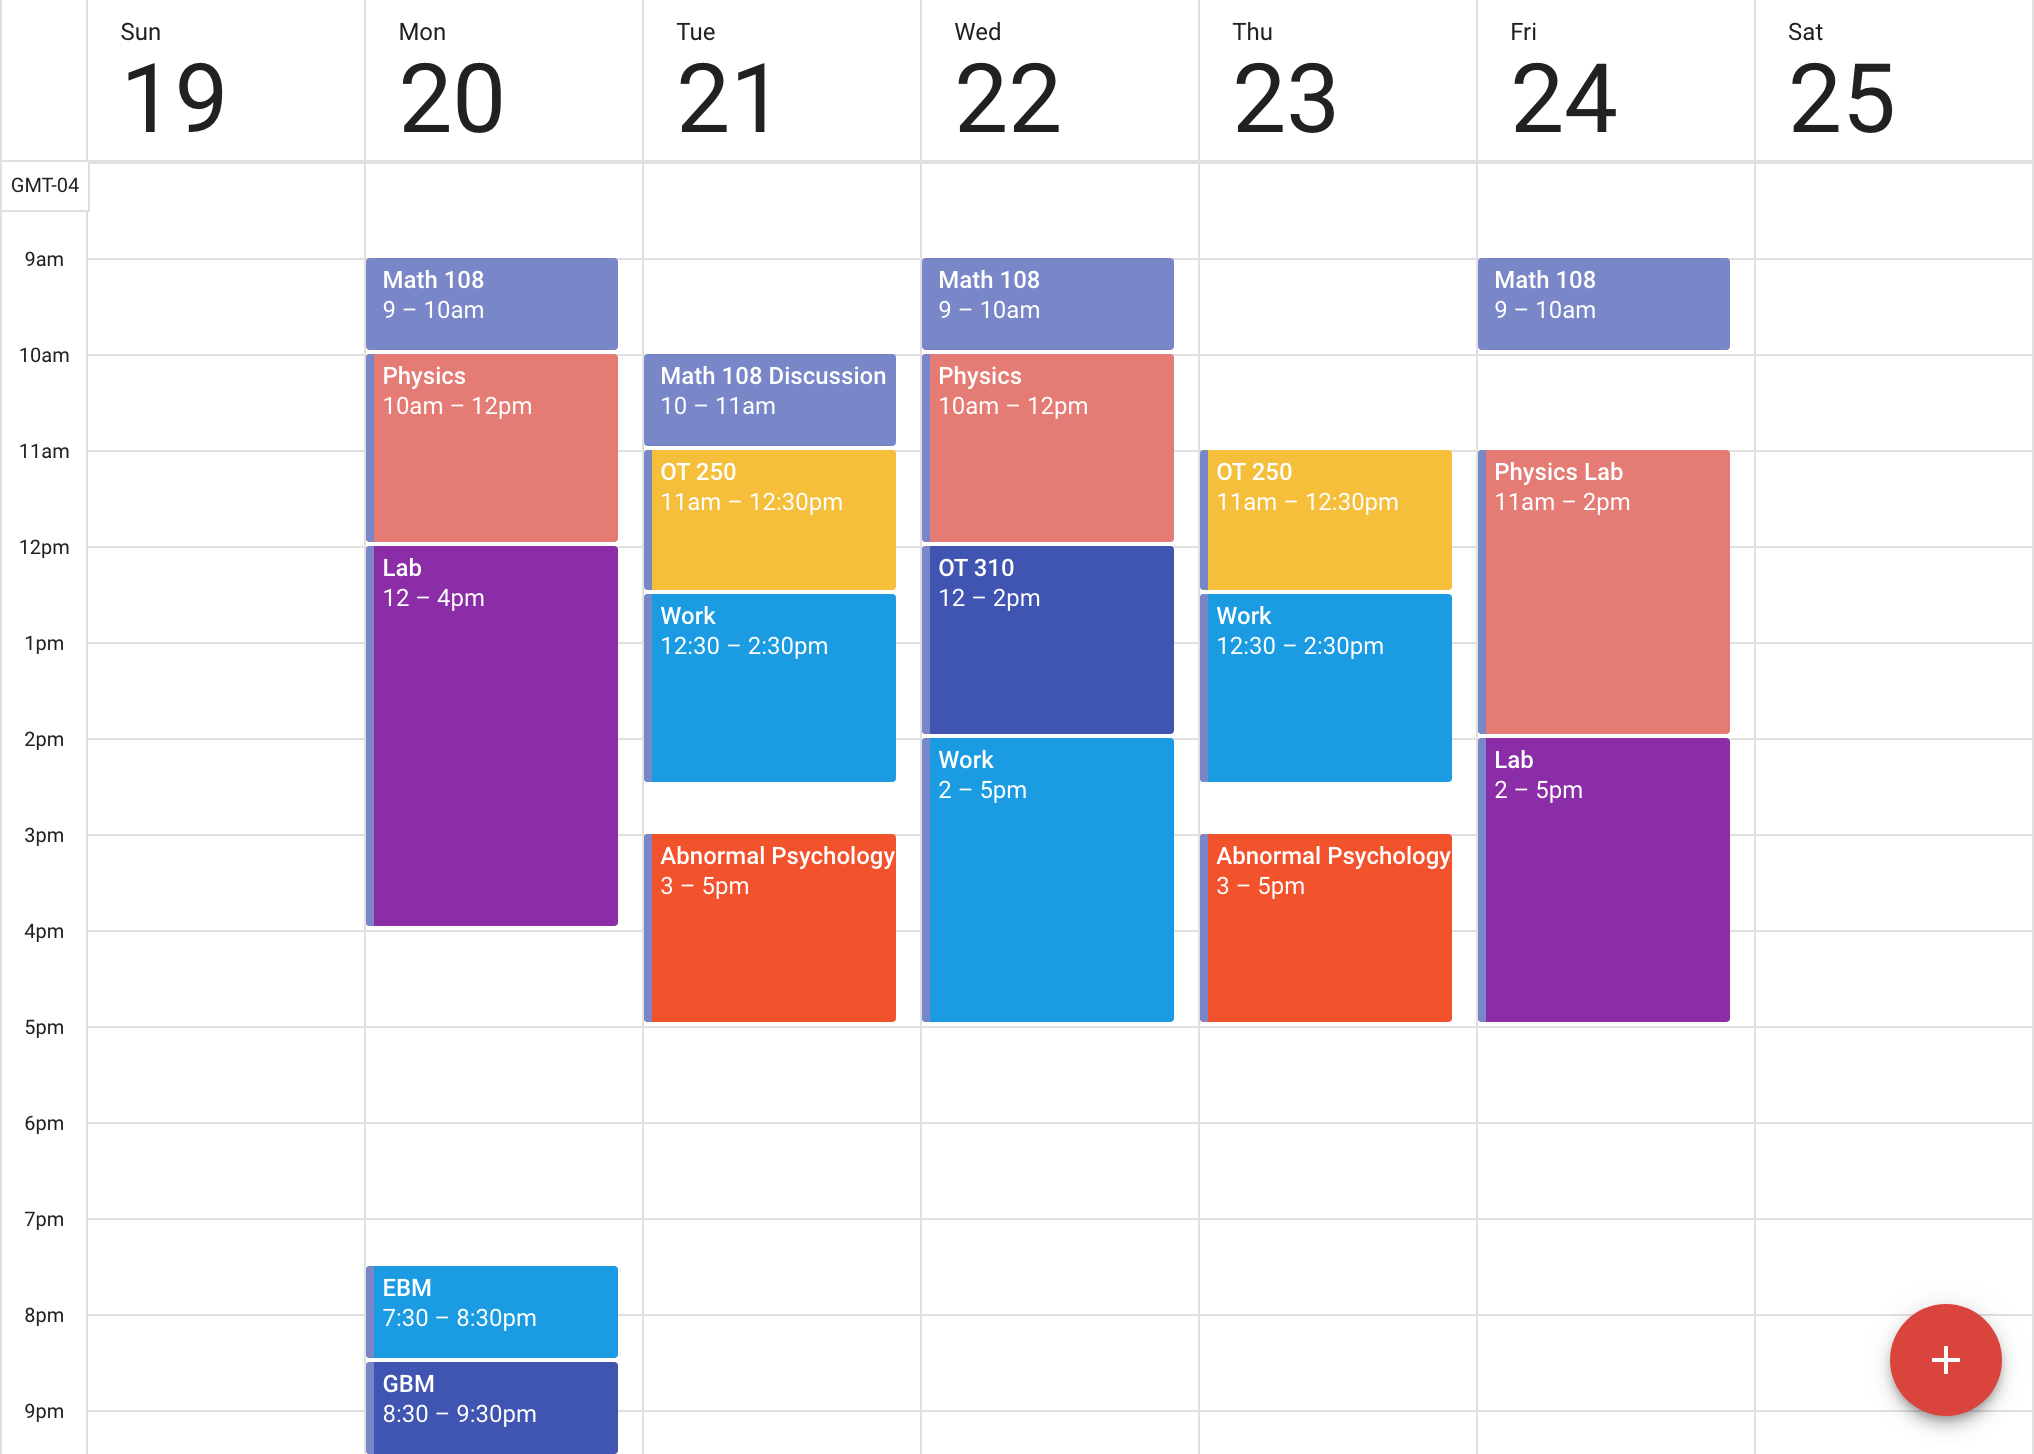 Sun
19
Mon
20
Tue
21
Wed
22
Thu
23
Fri
24
Sat
25
GMT-04
9am
10am
11am
12pm
1pm
2pm
3pm
4pm
5pm
6pm
7pm
8pm
9pm
Math 108
9 – 10am
Physics
10am – 12pm
Lab
12 – 4pm
EBM
7:30 – 8:30pm
GBM
8:30 – 9:30pm
Math 108 Discussion
10 – 11am
OT 250
11am – 12:30pm
Work
12:30 – 2:30pm
Abnormal Psychology
3 – 5pm
Math 108
9 – 10am
Physics
10am – 12pm
OT 310
12 – 2pm
Work
2 – 5pm
OT 250
11am – 12:30pm
Work
12:30 – 2:30pm
Abnormal Psychology
3 – 5pm
Math 108
9 – 10am
Physics Lab
11am – 2pm
Lab
2 – 5pm
+